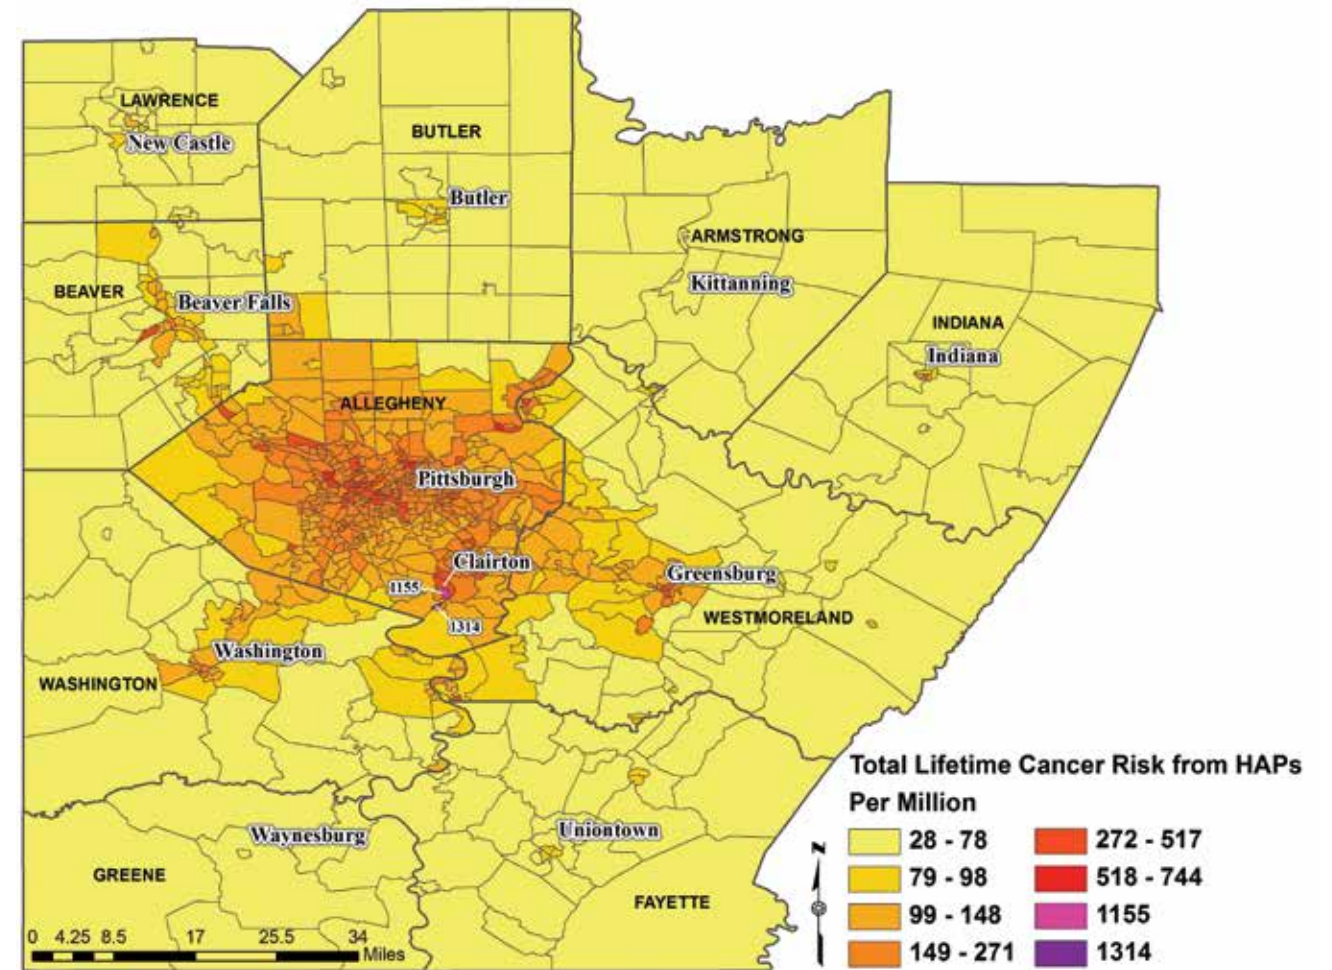 LAWRENCE
New Castle
BUTLER
Butler
ARMSTRONG
Kittanning
BEAVER
Beaver Falls
INDIANA
Indiana
ALLEGHENY
Pittsburgh
Clairton
1155
1314
Greensburg
WESTMORELAND
Washington
WASHINGTON
Waynesburg
Uniontown
GREENE
FAYETTE
Total Lifetime Cancer Risk from HAPs
Per Million
28 - 78
79 - 98
99 - 148
149 - 271
272 - 517
518 - 744
1155
1314
N
0 4.25 8.5 17 25.5 34
Miles